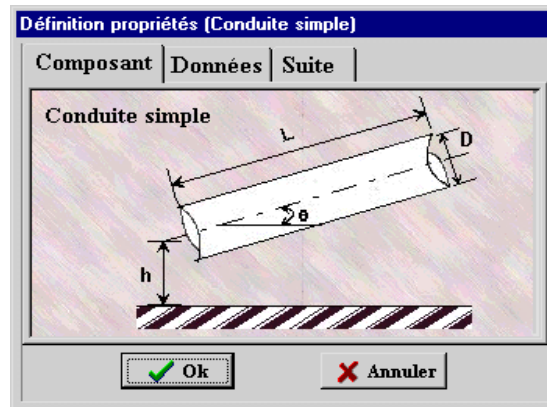 Définition propriétés (Conduite simple)
Composant Données Suite
Conduite simple
L
D
θ
h
Ok Annuler